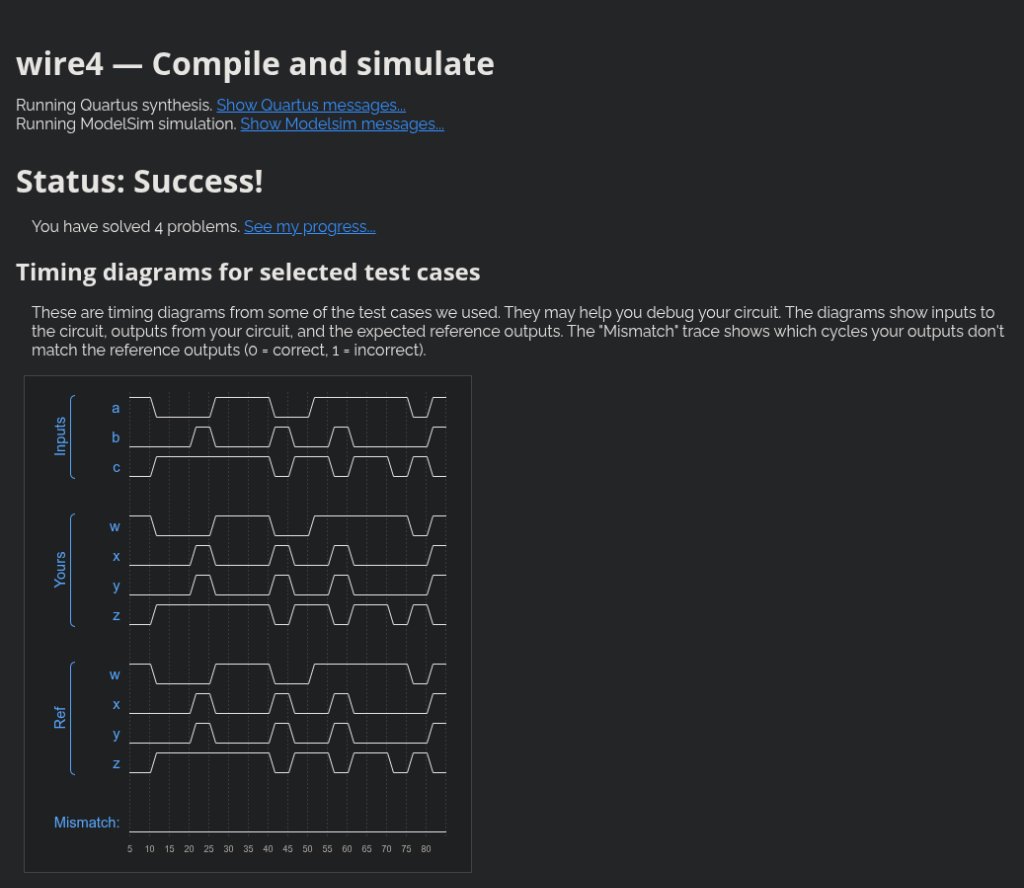 wire4 — Compile and simulate
Running Quartus synthesis. Show Quartus messages...
Running ModelSim simulation. Show Modelsim messages...
Status: Success!
You have solved 4 problems. See my progress...
Timing diagrams for selected test cases
These are timing diagrams from some of the test cases we used. They may help you debug your circuit. The diagrams show inputs to
the circuit, outputs from your circuit, and the expected reference outputs. The "Mismatch" trace shows which cycles your outputs don't
match the reference outputs (0 = correct, 1 = incorrect).
Inputs
a
b
c
Yours
w
x
y
z
Ref
w
x
y
z
Mismatch:
5 10 15 20 25 30 35 40 45 50 55 60 65 70 75 80